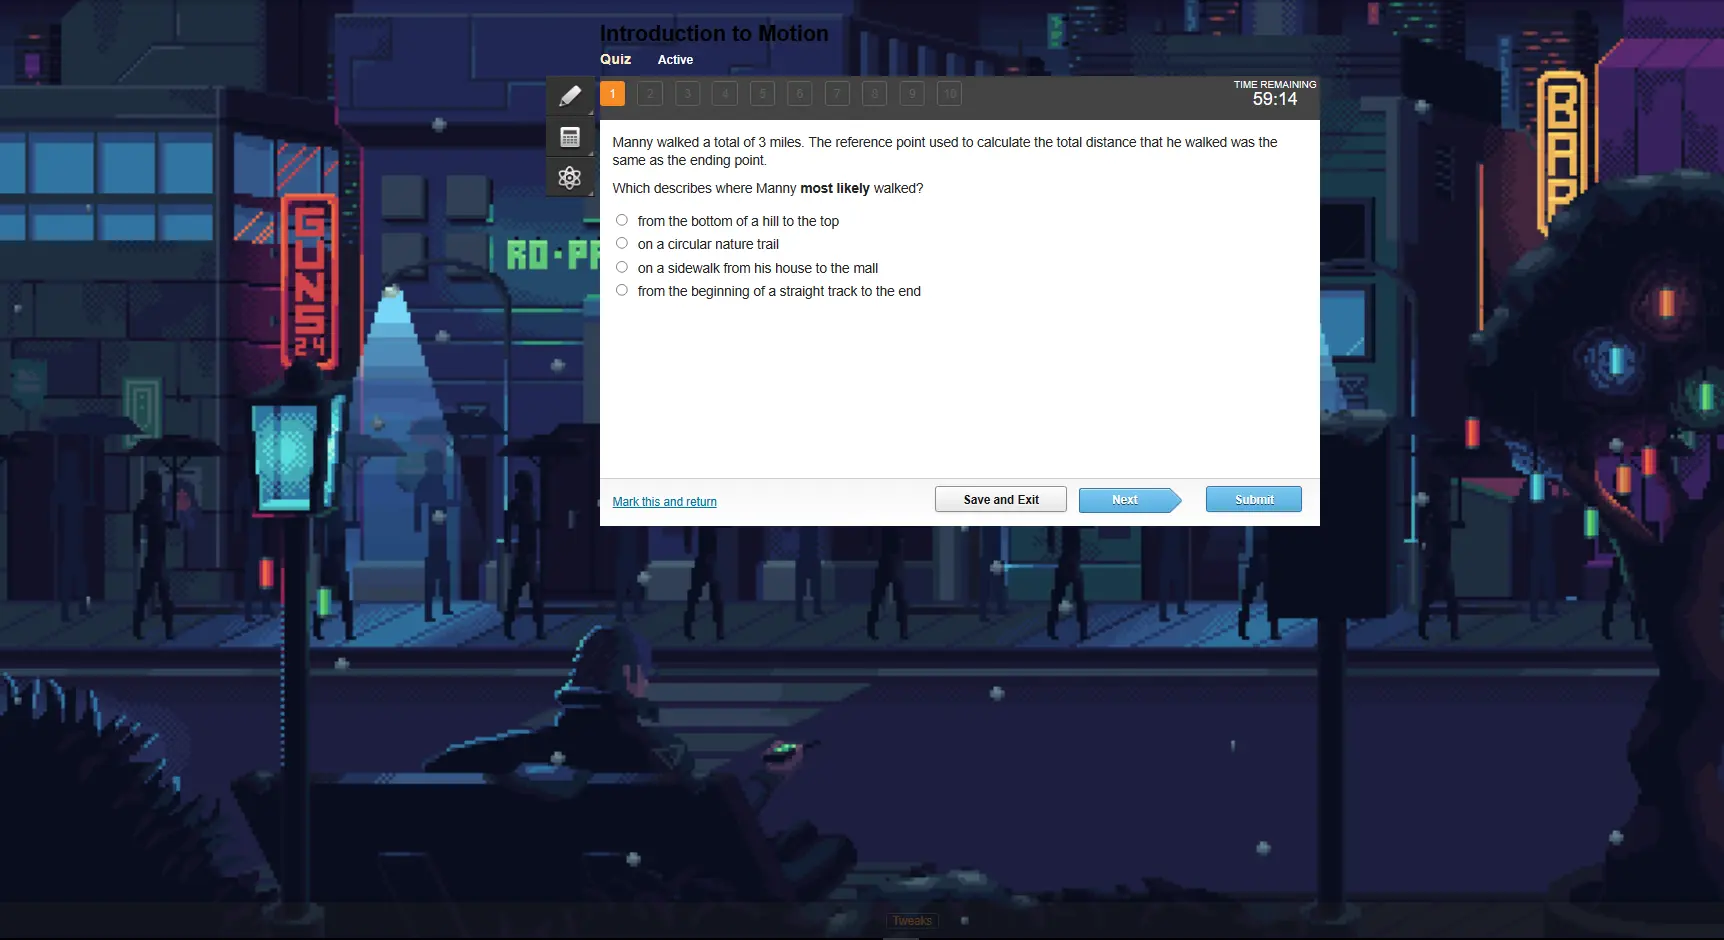 Introduction to Motion
Quiz Active
1 2 3 4 5 6 7 8 9 10
TIME REMAINING
59:14
Manny walked a total of 3 miles. The reference point used to calculate the total distance that he walked was the
same as the ending point.
Which describes where Manny most likely walked?
from the bottom of a hill to the top
on a circular nature trail
on a sidewalk from his house to the mall
from the beginning of a straight track to the end
Mark this and return
Save and Exit
Next
Submit
GUNS
24
RO·PA
BAP
Tweaks